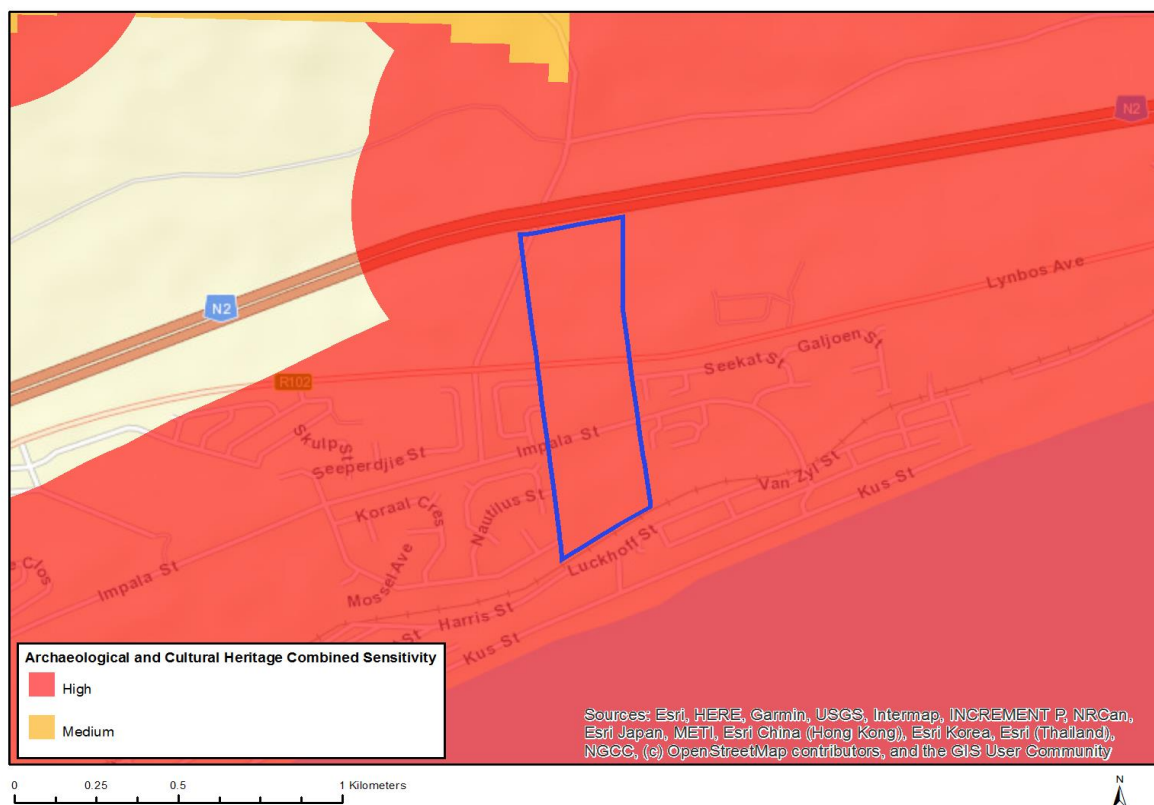 N2
N2
Lynbos Ave
Galjoen St
Seekat St
R102
Skulp St
Impala St
Seeperdjie St
Van Zyl St
Kus St
Koraal Cres
Nautilus St
Luckhoff St
Clos
Impala St
Mossel Ave
Harris St
St
Kus St
Archaeological and Cultural Heritage Combined Sensitivity
High
Medium
Sources: Esri, HERE, Garmin, USGS, Intermap, INCREMENT P, NRCan,
Esri Japan, METI, Esri China (Hong Kong), Esri Korea, Esri (Thailand),
NGCC, (c) OpenStreetMap contributors, and the GIS User Community
0 0.25 0.5 1 Kilometers
N